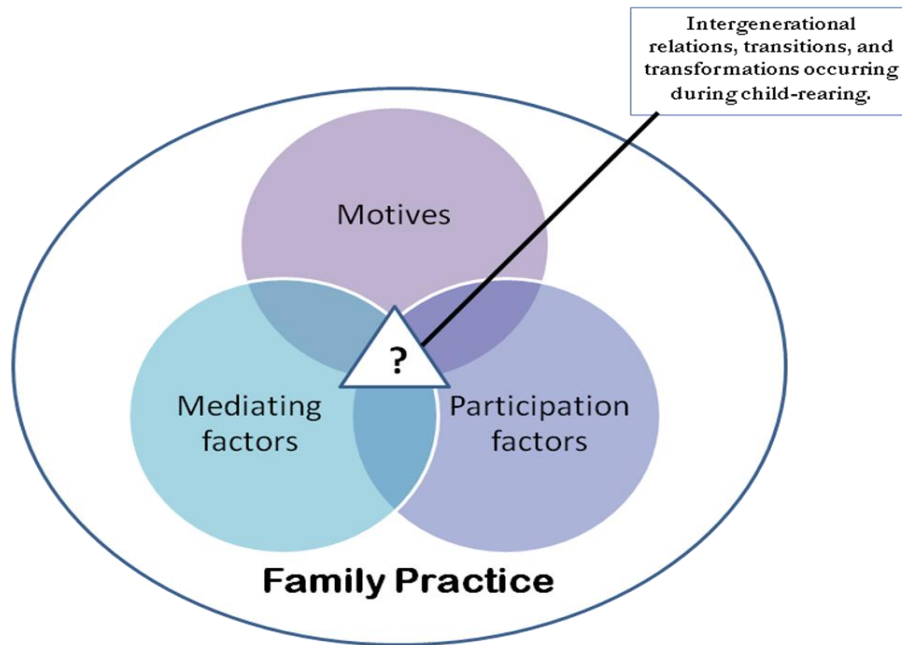 Intergenerational
relations, transitions, and
transformations occurring
during child-rearing.
Motives
?
Mediating
factors
Participation
factors
Family Practice